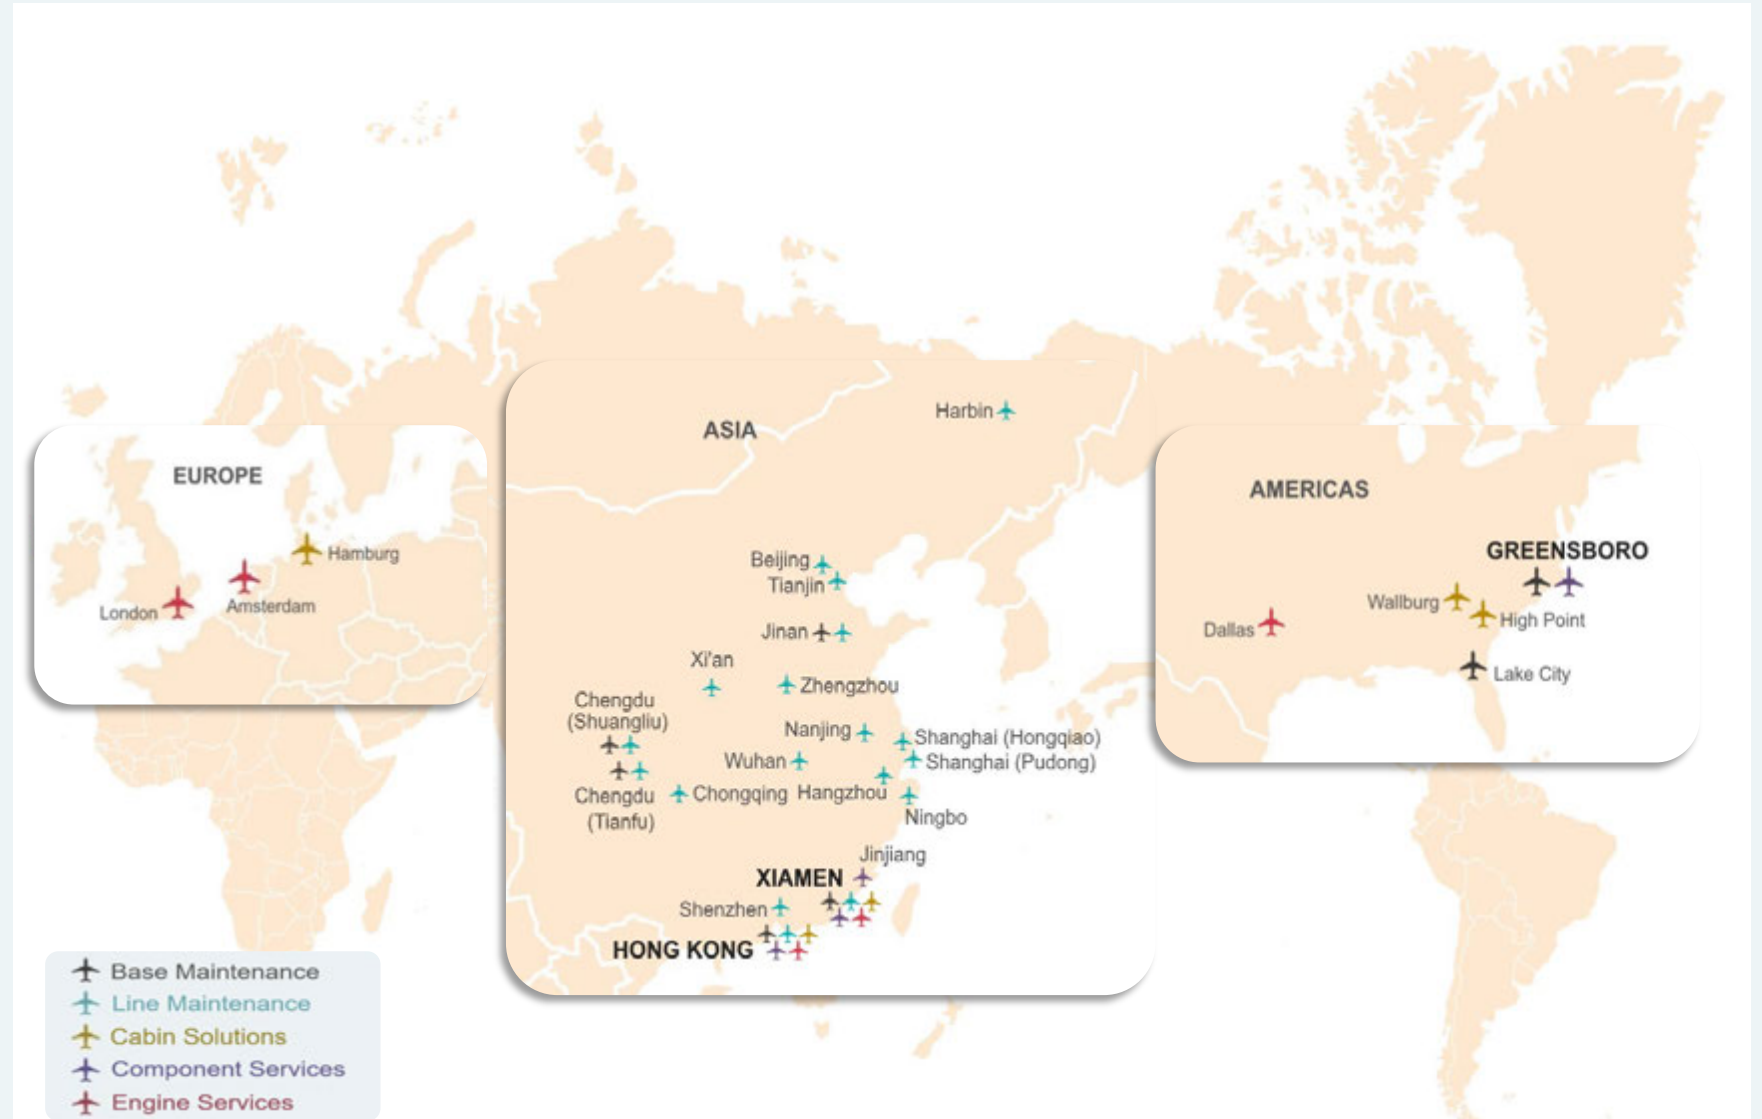 EUROPE
Hamburg
London
Amsterdam
ASIA
Harbin
Beijing
Tianjin
Jinan
Xi'an
Zhengzhou
Chengdu
(Shuangliu)
Nanjing
Shanghai (Hongqiao)
Wuhan
Shanghai (Pudong)
Chengdu
(Tianfu)
Chongqing
Hangzhou
Ningbo
Jinjiang
XIAMEN
Shenzhen
HONG KONG
AMERICAS
GREENSBORO
Wallburg
High Point
Dallas
Lake City
Base Maintenance
Line Maintenance
Cabin Solutions
Component Services
Engine Services